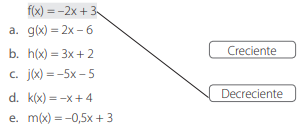 f(x) = –2x + 3
a. g(x) = 2x – 6
b. h(x) = 3x + 2
Creciente
c. j(x) = –5x – 5
d. k(x) = –x + 4
Decreciente
e. m(x) = –0,5x + 3